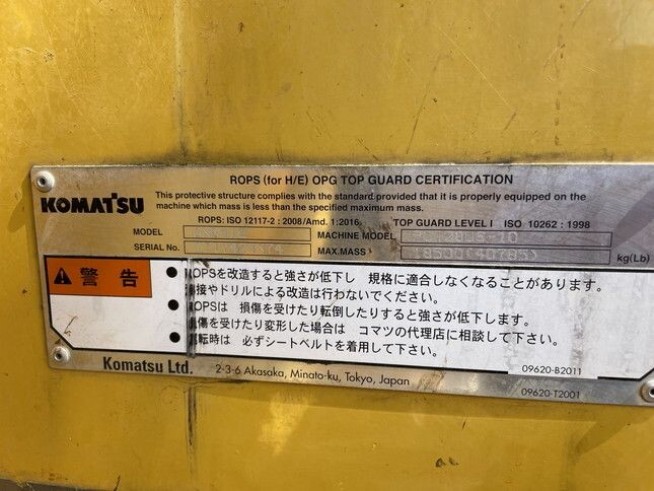 ROPS (for H/E) OPG TOP GUARD CERTIFICATION
KOMATSU
This protective structure complies with the standard provided that it is properly equipped on the
machine which mass is less than the specified maximum mass.
ROPS: ISO 12117-2 : 2008/Amd. 1:2016. TOP GUARD LEVEL I ISO 10262 : 1998
MODEL MACHINE MODEL
SERIAL No. MAX.MASS kg(Lb)
警告
ROPSを改造すると強さが低下し 規格に適合しなくなることがあります。
接やドリルによる改造は行わないでください。
ROPSは 損傷を受けたり転倒したりすると強さが低下します。
傷を受けたり変形した場合は コマツの代理店に相談して下さい。
転時は 必ずシートベルトを着用して下さい。
Komatsu Ltd. 2-3-6 Akasaka, Minato-ku, Tokyo, Japan
09620-B2011
09620-T2001